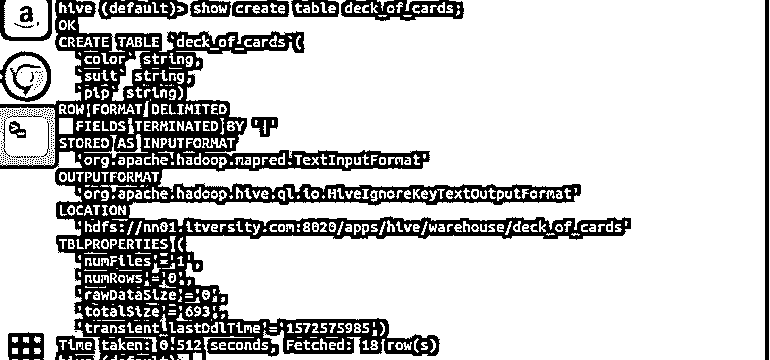 hive (default)> show create table deck_of_cards;
OK
CREATE TABLE `deck_of_cards`(
`color` string,
`suit` string,
`pip` string)
ROW FORMAT DELIMITED
FIELDS TERMINATED BY '|'
STORED AS INPUTFORMAT
'org.apache.hadoop.mapred.TextInputFormat'
OUTPUTFORMAT
'org.apache.hadoop.hive.ql.io.HiveIgnoreKeyTextOutputFormat'
LOCATION
'hdfs://nn01.itversity.com:8020/apps/hive/warehouse/deck_of_cards'
TBLPROPERTIES (
'numFiles'='1',
'numRows'='0',
'rawDataSize'='0',
'totalSize'='693',
'transient_lastDdlTime'='1572575985')
Time taken: 0.512 seconds, Fetched: 18 row(s)